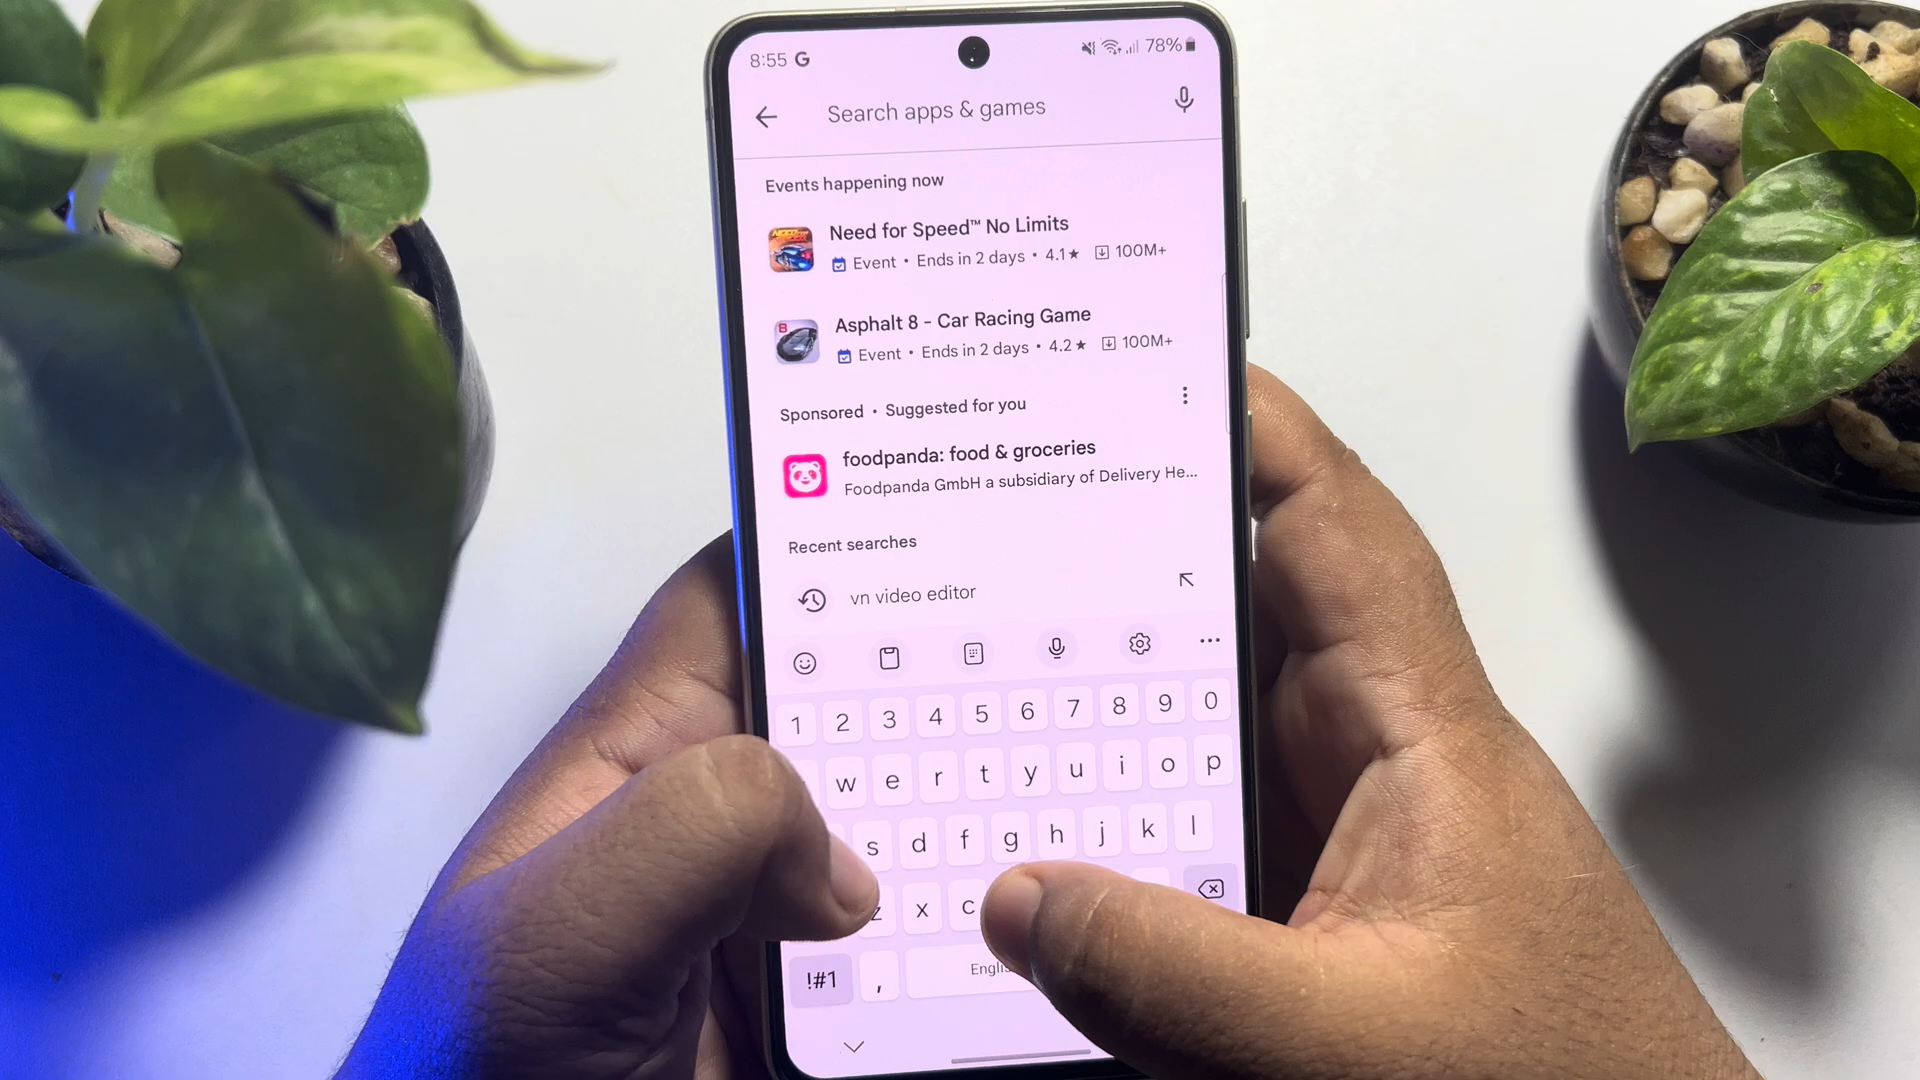 8:55 G 78%
Search apps & games
Events happening now
Need for Speed™ No Limits
Event • Ends in 2 days • 4.1★ 100M+
Asphalt 8 - Car Racing Game
Event • Ends in 2 days • 4.2★ 100M+
Sponsored • Suggested for you
foodpanda: food & groceries
Foodpanda GmbH a subsidiary of Delivery He...
Recent searches
vn video editor
1 2 3 4 5 6 7 8 9 0
w e r t y u i o p
s d f g h j k l
z x c
!#1 ,